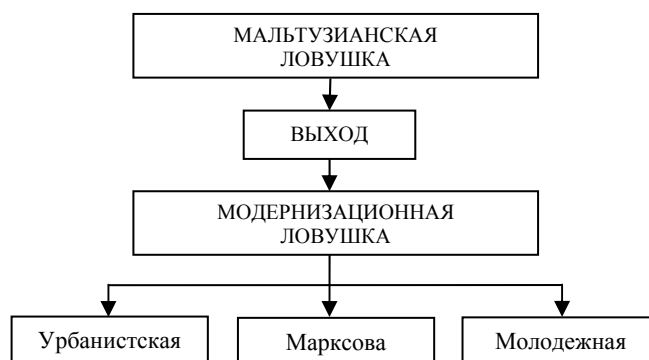 МАЛЬТУЗИАНСКАЯ
ЛОВУШКА
ВЫХОД
МОДЕРНИЗАЦИОННАЯ
ЛОВУШКА
Урбанистская
Марксова
Молодежная